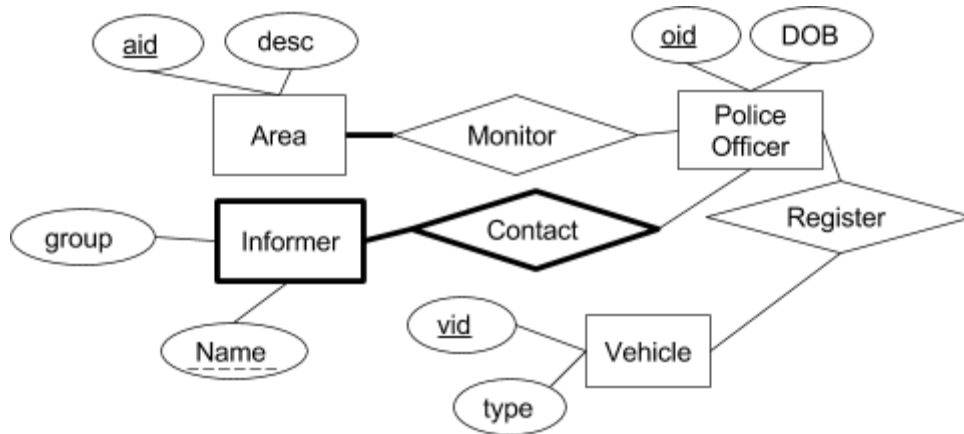 aid
desc
oid
DOB
Area
Monitor
Police
Officer
group
Informer
Contact
Register
Name
vid
Vehicle
type